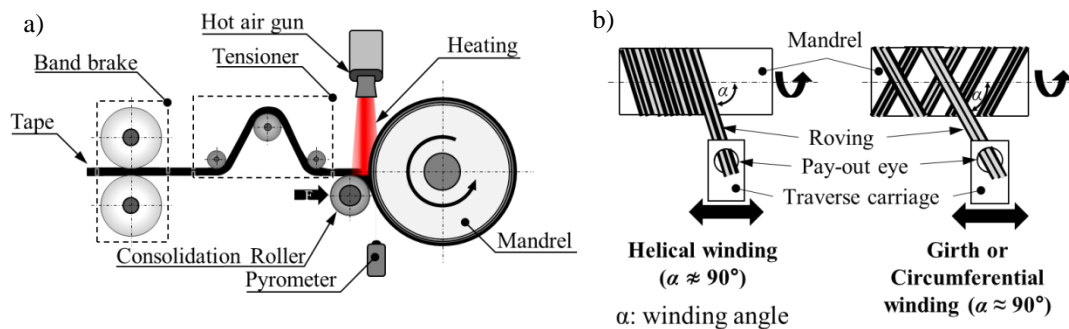 a)
Hot air gun
Heating
Tensioner
Band brake
Tape
Consolidation Roller
Pyrometer
Mandrel
b)
Mandrel
α
α
Roving
Pay-out eye
Traverse carriage
Helical winding
(α ≉ 90°)
α: winding angle
Girth or
Circumferential
winding (α ≈ 90°)